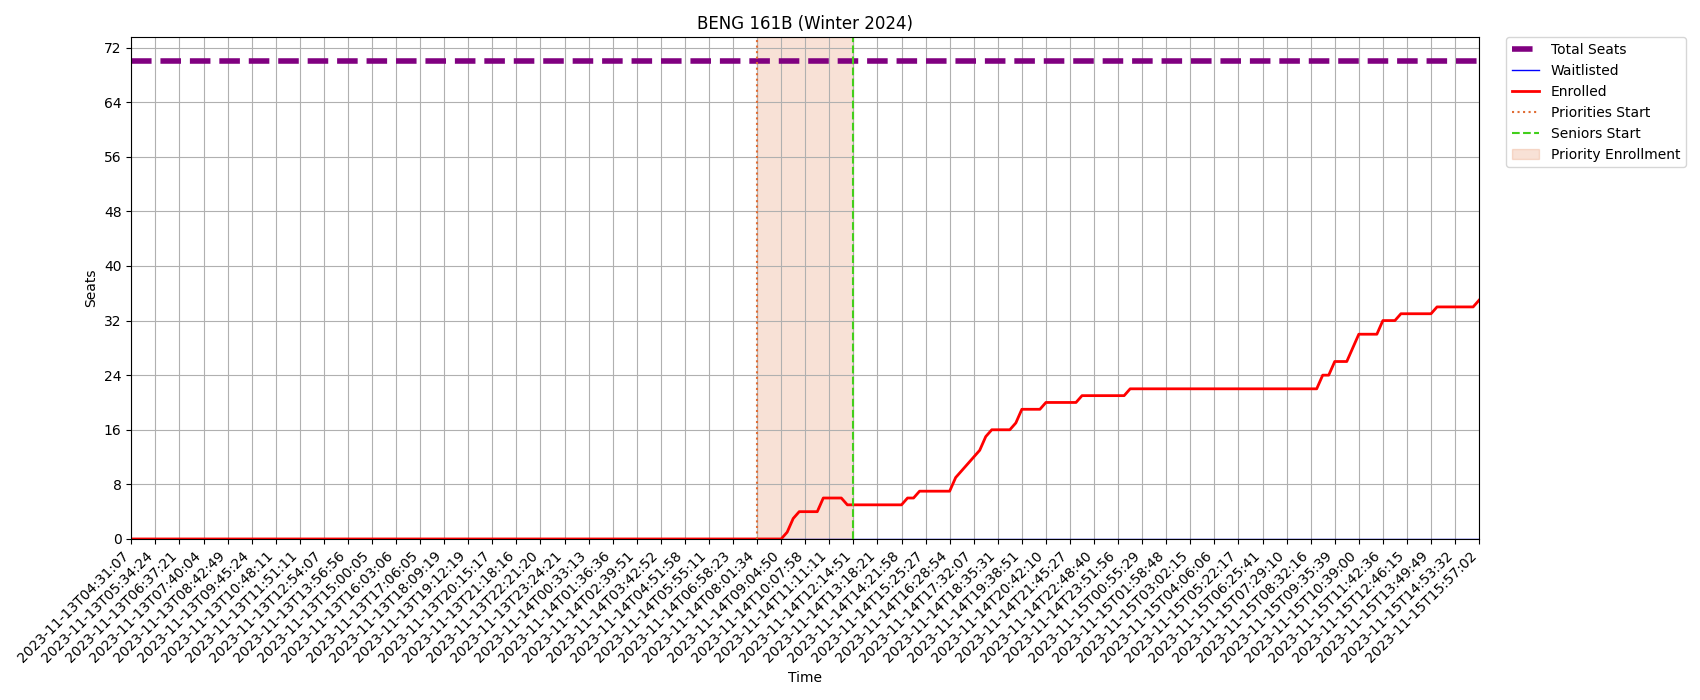 BENG 161B (Winter 2024)
Total Seats
Waitlisted
Enrolled
Priorities Start
Seniors Start
Priority Enrollment
Seats
72
64
56
48
40
32
24
16
8
0
2023-11-13T04:31:07
2023-11-13T05:34:24
2023-11-13T06:37:21
2023-11-13T07:40:04
2023-11-13T08:42:49
2023-11-13T09:45:24
2023-11-13T10:48:11
2023-11-13T11:51:11
2023-11-13T12:54:07
2023-11-13T13:56:56
2023-11-13T15:00:05
2023-11-13T16:03:06
2023-11-13T17:06:05
2023-11-13T18:09:19
2023-11-13T19:12:19
2023-11-13T20:15:17
2023-11-13T21:18:16
2023-11-13T22:21:20
2023-11-13T23:24:21
2023-11-14T00:33:13
2023-11-14T01:36:36
2023-11-14T02:39:51
2023-11-14T03:42:52
2023-11-14T04:51:58
2023-11-14T05:55:11
2023-11-14T06:58:23
2023-11-14T08:01:34
2023-11-14T09:04:50
2023-11-14T10:07:58
2023-11-14T11:11:11
2023-11-14T12:14:51
2023-11-14T13:18:21
2023-11-14T14:21:58
2023-11-14T15:25:27
2023-11-14T16:28:54
2023-11-14T17:32:07
2023-11-14T18:35:31
2023-11-14T19:38:51
2023-11-14T20:42:10
2023-11-14T21:45:27
2023-11-14T22:48:40
2023-11-14T23:51:56
2023-11-15T00:55:29
2023-11-15T01:58:48
2023-11-15T03:02:15
2023-11-15T04:06:06
2023-11-15T05:22:17
2023-11-15T06:25:41
2023-11-15T07:29:10
2023-11-15T08:32:16
2023-11-15T09:35:39
2023-11-15T10:39:00
2023-11-15T11:42:36
2023-11-15T12:46:15
2023-11-15T13:49:49
2023-11-15T14:53:32
2023-11-15T15:57:02
Time